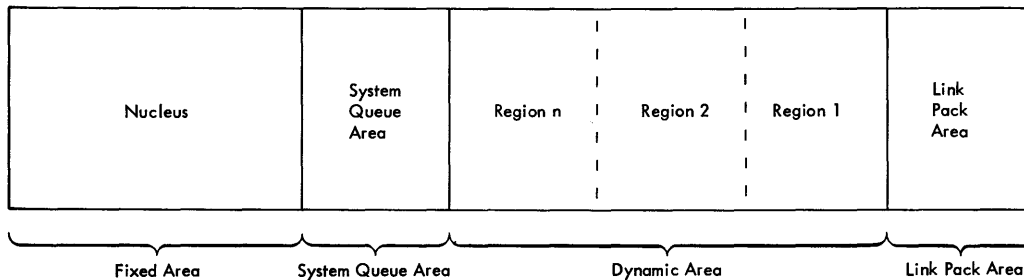 Nucleus
System
Queue
Area
Region n
Region 2
Region 1
Link
Pack
Area
Fixed Area
System Queue Area
Dynamic Area
Link Pack Area